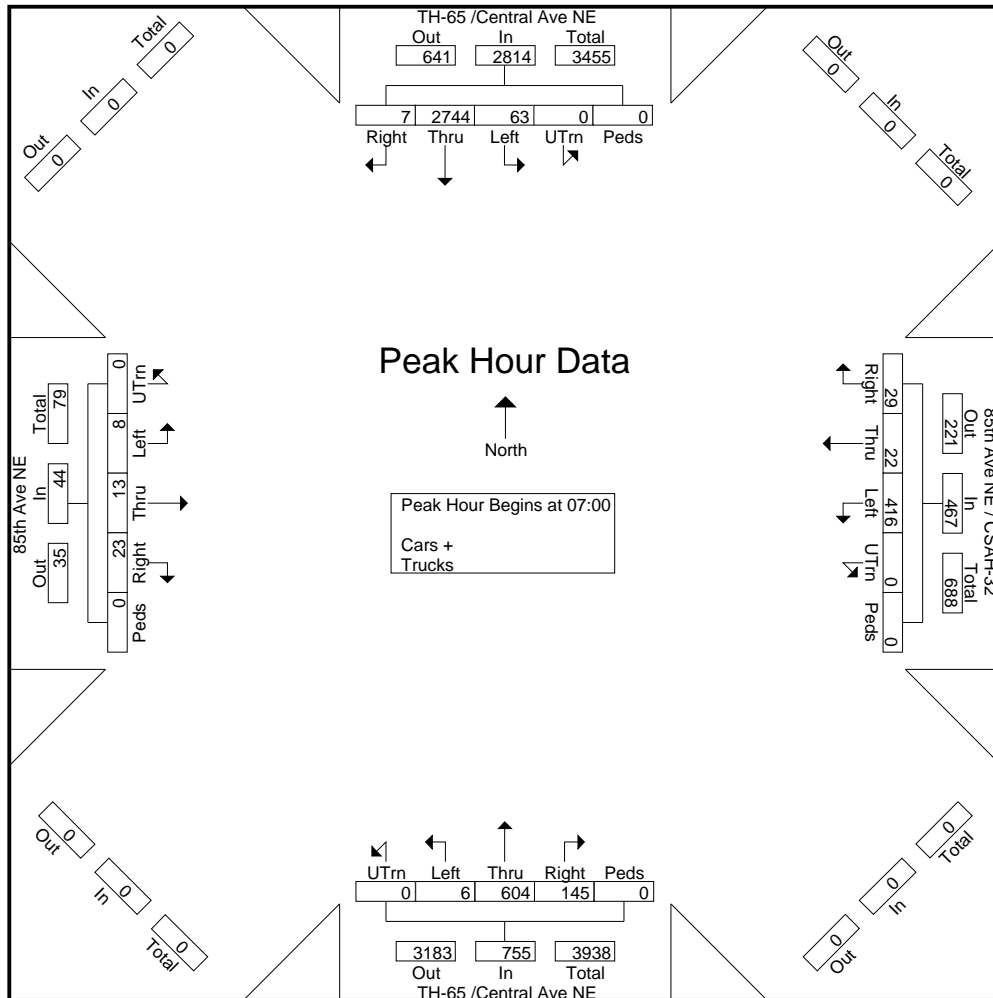 TH-65 /Central Ave NE
Out In Total
641 2814 3455
7 2744 63 0 0
Right Thru Left UTrn Peds
Total
0
In
0
Out
0
Out
0
In
0
Total
0
Peak Hour Data
North
Peak Hour Begins at 07:00
Cars +
Trucks
85th Ave NE
Out In Total
35 44 79
0 8 13 23 0
UTrn Left Thru Right Peds
85th Ave NE / CSAH-32
Out In Total
221 467 688
29 22 416 0 0
Right Thru Left UTrn Peds
Out
0
In
0
Total
0
Total
0
In
0
Out
0
UTrn Left Thru Right Peds
0 6 604 145 0
3183 755 3938
Out In Total
TH-65 /Central Ave NE